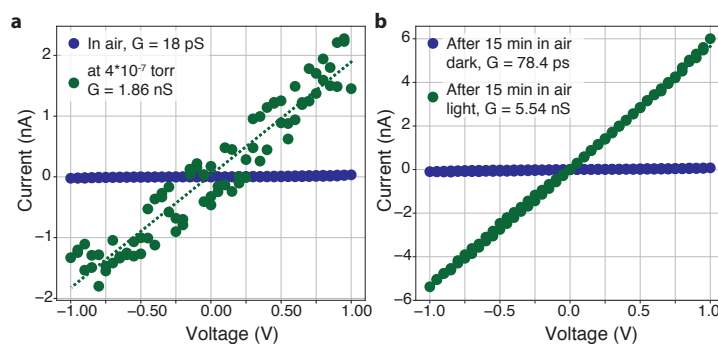 a
In air, G = 18 pS
at 4*10-7 torr
G = 1.86 nS
2
1
0
−1
−2
Current (nA)
−1.00
−0.50
0.00
0.50
1.00
Voltage (V)
b
After 15 min in air
dark, G = 78.4 ps
After 15 min in air
light, G = 5.54 nS
6
4
2
0
−2
−4
−6
Current (nA)
−1.0
−0.5
0.0
0.5
1.0
Voltage (V)